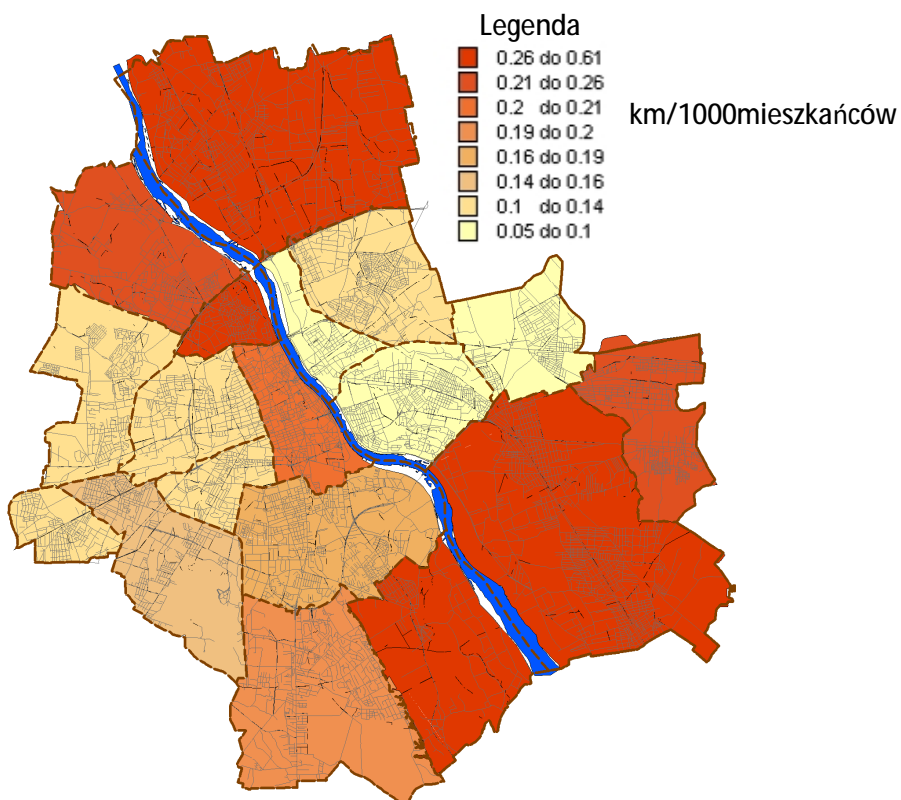 Legenda
0.26 do 0.61
0.21 do 0.26
0.2 do 0.21
0.19 do 0.2
0.16 do 0.19
0.14 do 0.16
0.1 do 0.14
0.05 do 0.1
km/1000mieszkańców